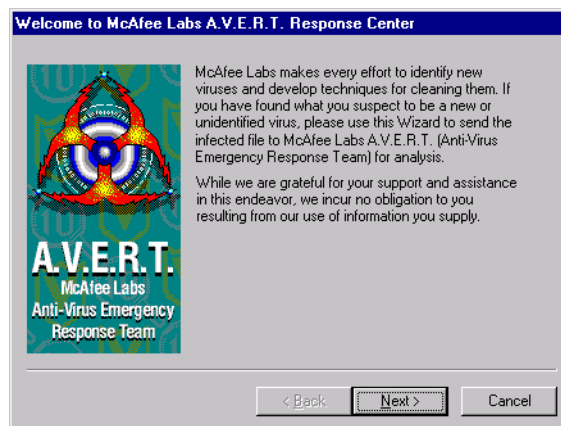 Welcome to McAfee Labs A.V.E.R.T. Response Center
McAfee Labs makes every effort to identify new
viruses and develop techniques for cleaning them. If
you have found what you suspect to be a new or
unidentified virus, please use this Wizard to send the
infected file to McAfee Labs A.V.E.R.T. (Anti-Virus
Emergency Response Team) for analysis.
While we are grateful for your support and assistance
in this endeavor, we incur no obligation to you
resulting from our use of information you supply.
A.V.E.R.T.
McAfee Labs
Anti-Virus Emergency
Response Team
< Back
Next >
Cancel